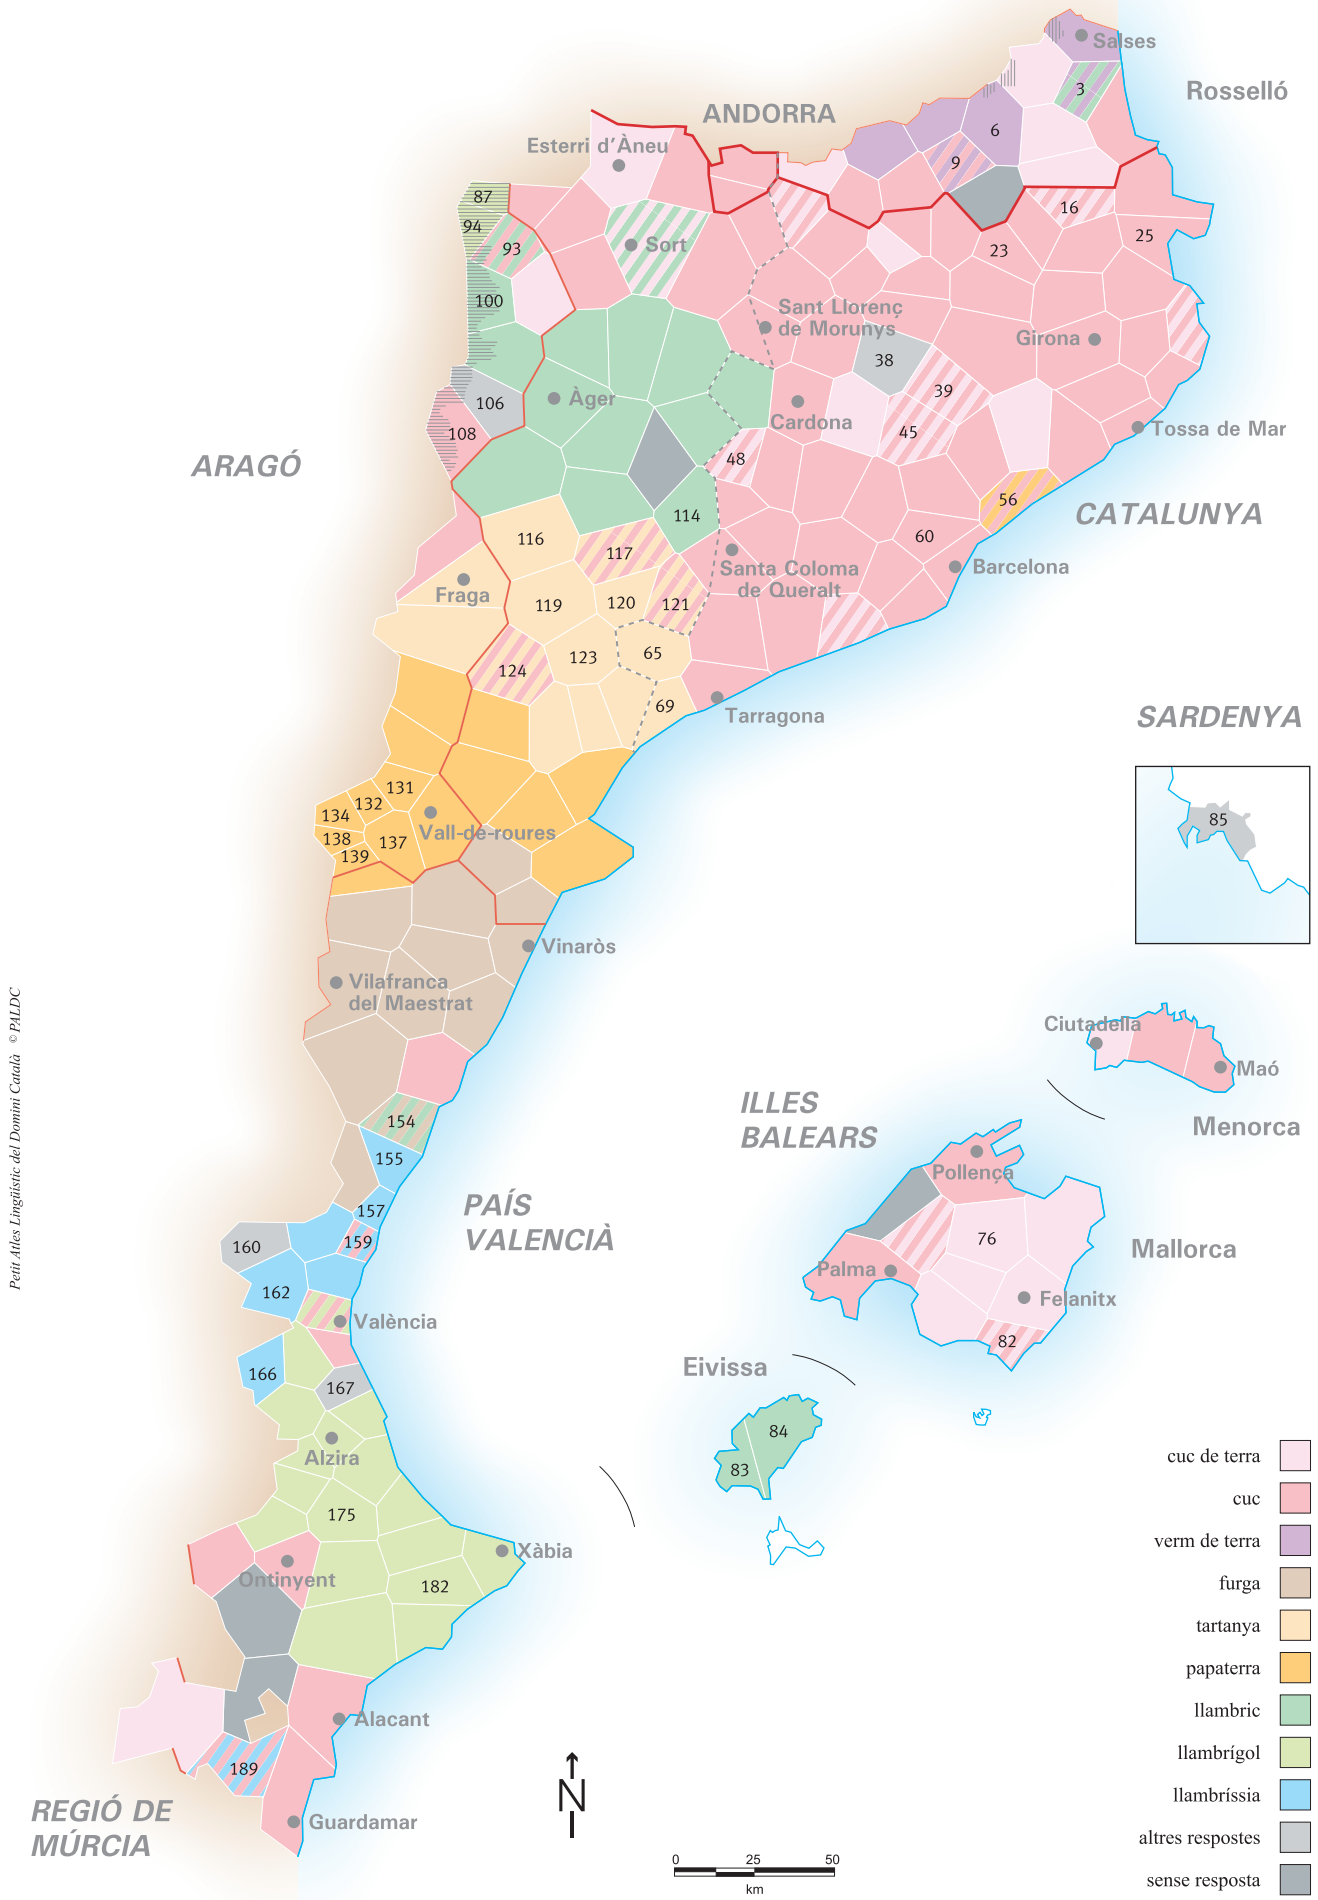 Salses
Rosselló
3
ANDORRA
6
Esterri d'Àneu
9
87
16
94
25
93
Sort
23
100
Sant Llorenç
de Morunys
Girona
38
39
Àger
106
Cardona
Tossa de Mar
45
108
48
ARAGÓ
56
CATALUNYA
114
116
60
117
Santa Coloma
de Queralt
Barcelona
Fraga
119
120
121
65
123
124
69
Tarragona
SARDENYA
131
132
134
Vall-de-roures
85
138
137
139
Vinaròs
Vilafranca
del Maestrat
Petit Atles Lingüístic del Domini Català © PALDC
Ciutadella
Maó
ILLES
BALEARS
Menorca
154
155
Pollença
157
PAÍS
VALENCIÀ
159
160
76
Mallorca
Palma
162
Felanitx
València
82
Eivissa
166
167
84
Alzira
83
cuc de terra
cuc
175
verm de terra
Xàbia
Ontinyent
182
furga
tartanya
papaterra
llambric
Alacant
llambrígol
189
llambríssia
N
REGIÓ DE
MÚRCIA
Guardamar
altres respostes
0 25 50
km
sense resposta